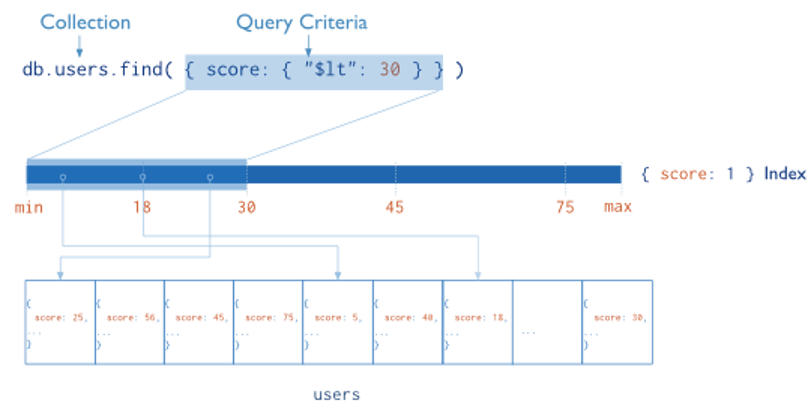 Collection Query Criteria
db.users.find( { score: { "$lt": 30 } } )
{ score: 1 } Index
min 18 30 45 75 max
{ { { { { { { {
score: 25, score: 56, score: 45, score: 75, score: 5, score: 40, score: 18, score: 30,
... ... ... ... ... ... ... ... ...
} } } } } } } }
users